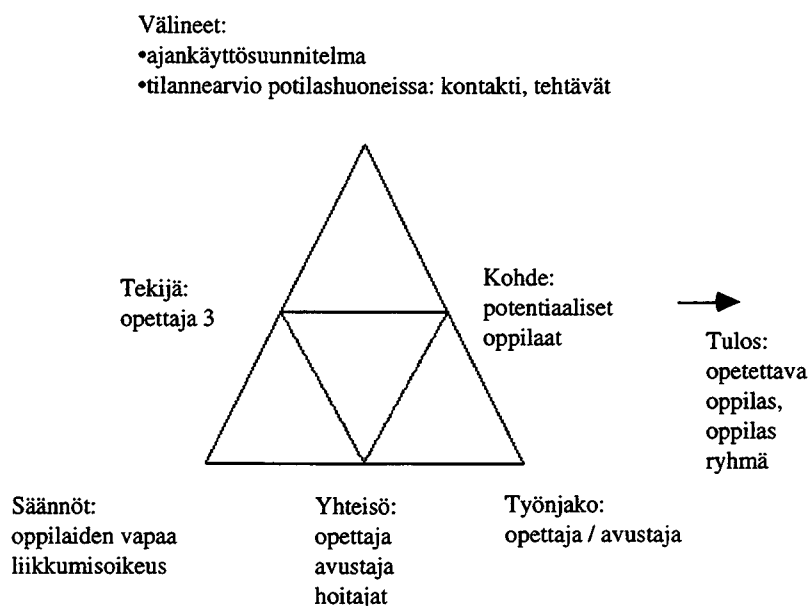 Välineet:
•ajankäyttösuunnitelma
•tilannearvio potilashuoneissa: kontakti, tehtävät
Tekijä:
opettaja 3
Kohde:
potentiaaliset
oppilaat
Tulos:
opetettava
oppilas,
oppilas
ryhmä
Säännöt:
oppilaiden vapaa
liikkumisoikeus
Yhteisö:
opettaja
avustaja
hoitajat
Työnjako:
opettaja / avustaja